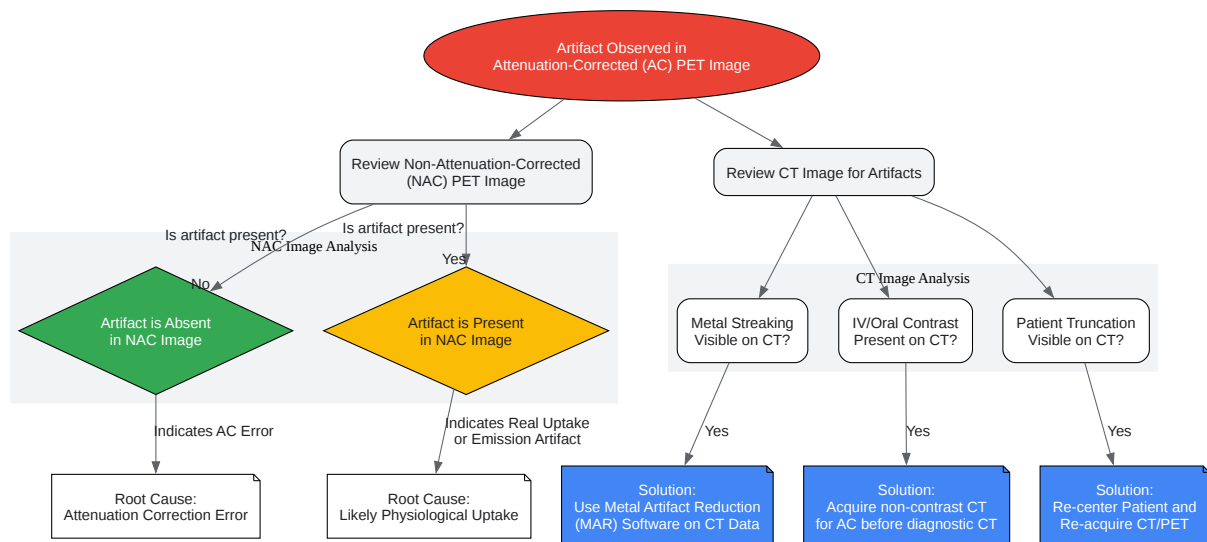 Artifact Observed in
Attenuation-Corrected (AC) PET Image
Review Non-Attenuation-Corrected
(NAC) PET Image
Review CT Image for Artifacts
Is artifact present?
Is artifact present?
NAC Image Analysis
No
Yes
CT Image Analysis
Artifact is Absent
in NAC Image
Artifact is Present
in NAC Image
Metal Streaking
Visible on CT?
IV/Oral Contrast
Present on CT?
Patient Truncation
Visible on CT?
Indicates AC Error
Indicates Real Uptake
or Emission Artifact
Yes
Yes
Yes
Root Cause:
Attenuation Correction Error
Root Cause:
Likely Physiological Uptake
Solution:
Use Metal Artifact Reduction
(MAR) Software on CT Data
Solution:
Acquire non-contrast CT
for AC before diagnostic CT
Solution:
Re-center Patient and
Re-acquire CT/PET